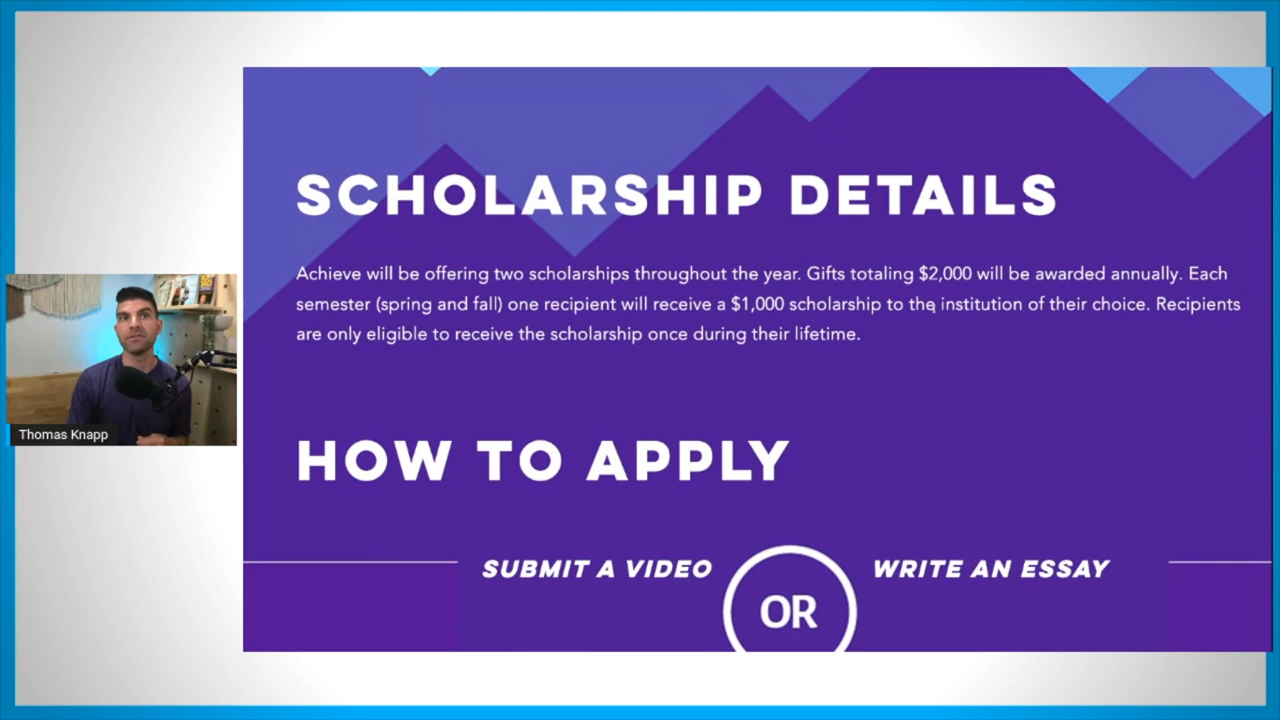 SCHOLARSHIP DETAILS
Achieve will be offering two scholarships throughout the year. Gifts totaling $2,000 will be awarded annually. Each
semester (spring and fall) one recipient will receive a $1,000 scholarship to the institution of their choice. Recipients
are only eligible to receive the scholarship once during their lifetime.
Thomas Knapp
HOW TO APPLY
SUBMIT A VIDEO
OR
WRITE AN ESSAY